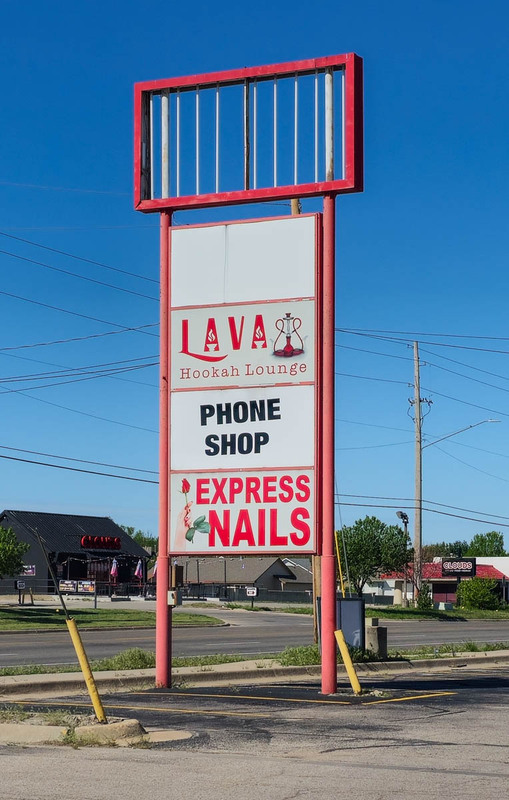 LAVA
Hookah Lounge
PHONE
SHOP
EXPRESS
NAILS
CLOUDS